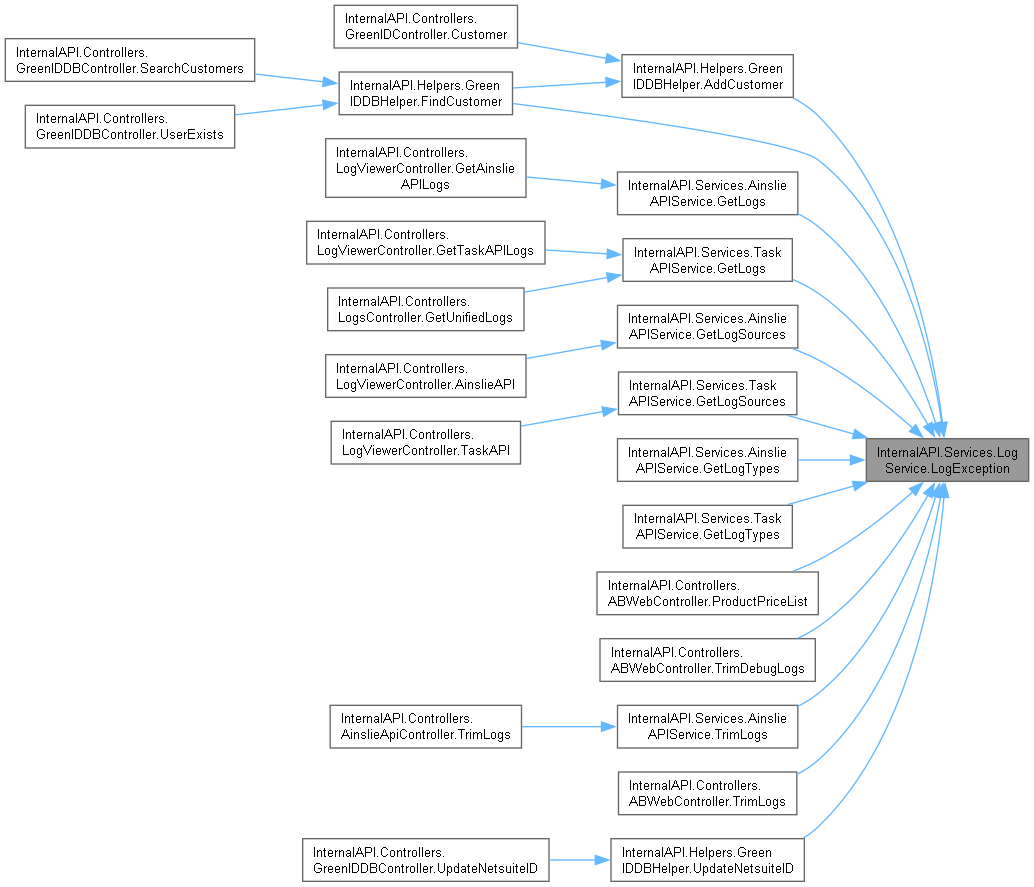 InternalAPI.Controllers.
GreenIDController.Customer
InternalAPI.Controllers.
GreenIDDBController.SearchCustomers
InternalAPI.Helpers.Green
IDDBHelper.AddCustomer
InternalAPI.Helpers.Green
IDDBHelper.FindCustomer
InternalAPI.Controllers.
GreenIDDBController.UserExists
InternalAPI.Controllers.
LogViewerController.GetAinslie
APILogs
InternalAPI.Services.Ainslie
APIService.GetLogs
InternalAPI.Controllers.
LogViewerController.GetTaskAPILogs
InternalAPI.Services.Task
APIService.GetLogs
InternalAPI.Controllers.
LogsController.GetUnifiedLogs
InternalAPI.Services.Ainslie
APIService.GetLogSources
InternalAPI.Controllers.
LogViewerController.AinslieAPI
InternalAPI.Services.Task
APIService.GetLogSources
InternalAPI.Controllers.
LogViewerController.TaskAPI
InternalAPI.Services.Ainslie
APIService.GetLogTypes
InternalAPI.Services.Log
Service.LogException
InternalAPI.Services.Task
APIService.GetLogTypes
InternalAPI.Controllers.
ABWebController.ProductPriceList
InternalAPI.Controllers.
ABWebController.TrimDebugLogs
InternalAPI.Controllers.
AinslieApiController.TrimLogs
InternalAPI.Services.Ainslie
APIService.TrimLogs
InternalAPI.Controllers.
ABWebController.TrimLogs
InternalAPI.Controllers.
GreenIDDBController.UpdateNetsuiteID
InternalAPI.Helpers.Green
IDDBHelper.UpdateNetsuiteID